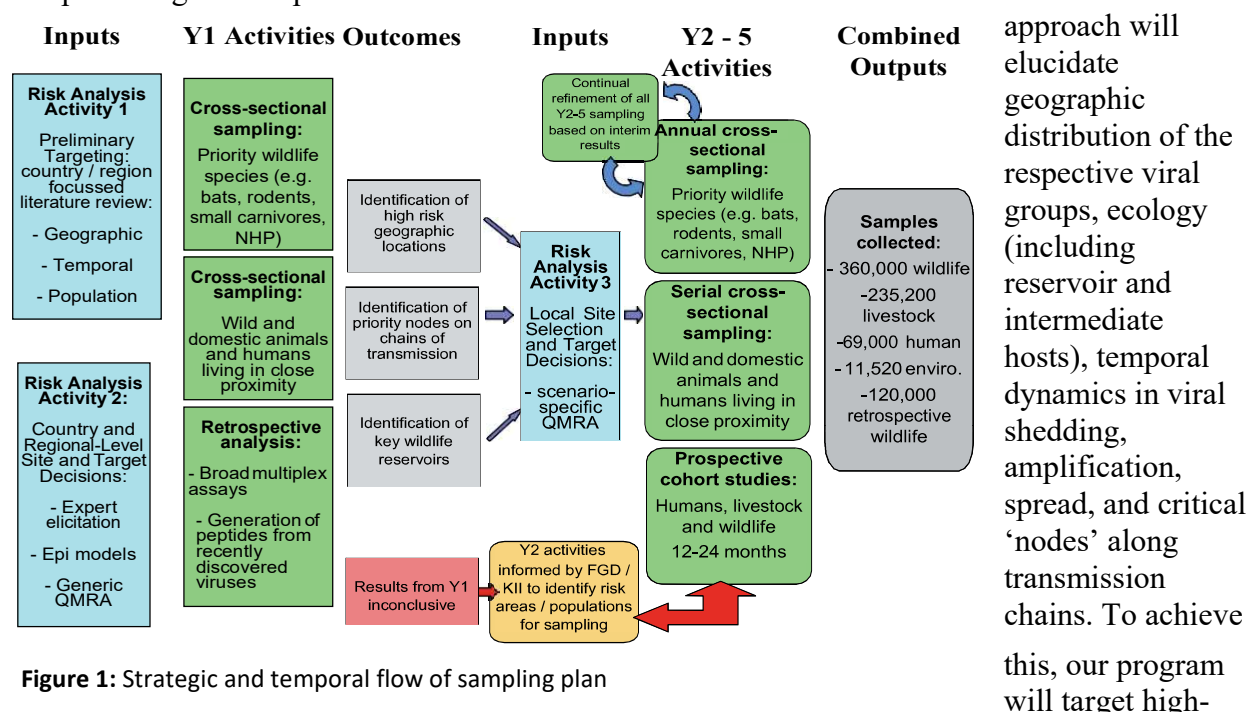 Inputs
Y1 Activities
Outcomes
Inputs
Y2 - 5
Activities
Combined
Outputs
Risk Analysis
Activity 1
Preliminary
Targeting:
country / region
focussed
literature review:
- Geographic
- Temporal
- Population
Risk Analysis
Activity 2:
Country and
Regional-Level
Site and Target
Decisions:
- Expert
elicitation
- Epi models
- Generic
QMRA
Cross-sectional
sampling:
Priority wildlife
species (e.g.
bats, rodents,
small carnivores,
NHP)
Cross-sectional
sampling:
Wild and
domestic animals
and humans
living in close
proximity
Retrospective
analysis:
- Broad multiplex
assays
- Generation of
peptides from
recently
discovered
viruses
Identification of
high risk
geographic
locations
Identification of
priority nodes on
chains of
transmission
Identification of
key wildlife
reservoirs
Results from Y1
inconclusive
Risk
Analysis
Activity 3
Local Site
Selection
and Target
Decisions:
- scenario-
specific
QMRA
Y2 activities
informed by FGD /
KII to identify risk
areas / populations
for sampling
Continual
refinement of all
Y2-5 sampling
based on interim
results
Annual cross-
sectional
sampling:
Priority wildlife
species (e.g. bats,
rodents, small
carnivores, NHP)
Serial cross-
sectional
sampling:
Wild and domestic
animals and
humans living in
close proximity
Prospective
cohort studies:
Humans, livestock
and wildlife
12-24 months
Samples
collected:
- 360,000 wildlife
-235,200
livestock
-69,000 human
- 11,520 enviro.
-120,000
retrospective
wildlife
Figure 1: Strategic and temporal flow of sampling plan
approach will
elucidate
geographic
distribution of the
respective viral
groups, ecology
(including
reservoir and
intermediate
hosts), temporal
dynamics in viral
shedding,
amplification,
spread, and critical
‘nodes’ along
transmission
chains. To achieve
this, our program
will target high-